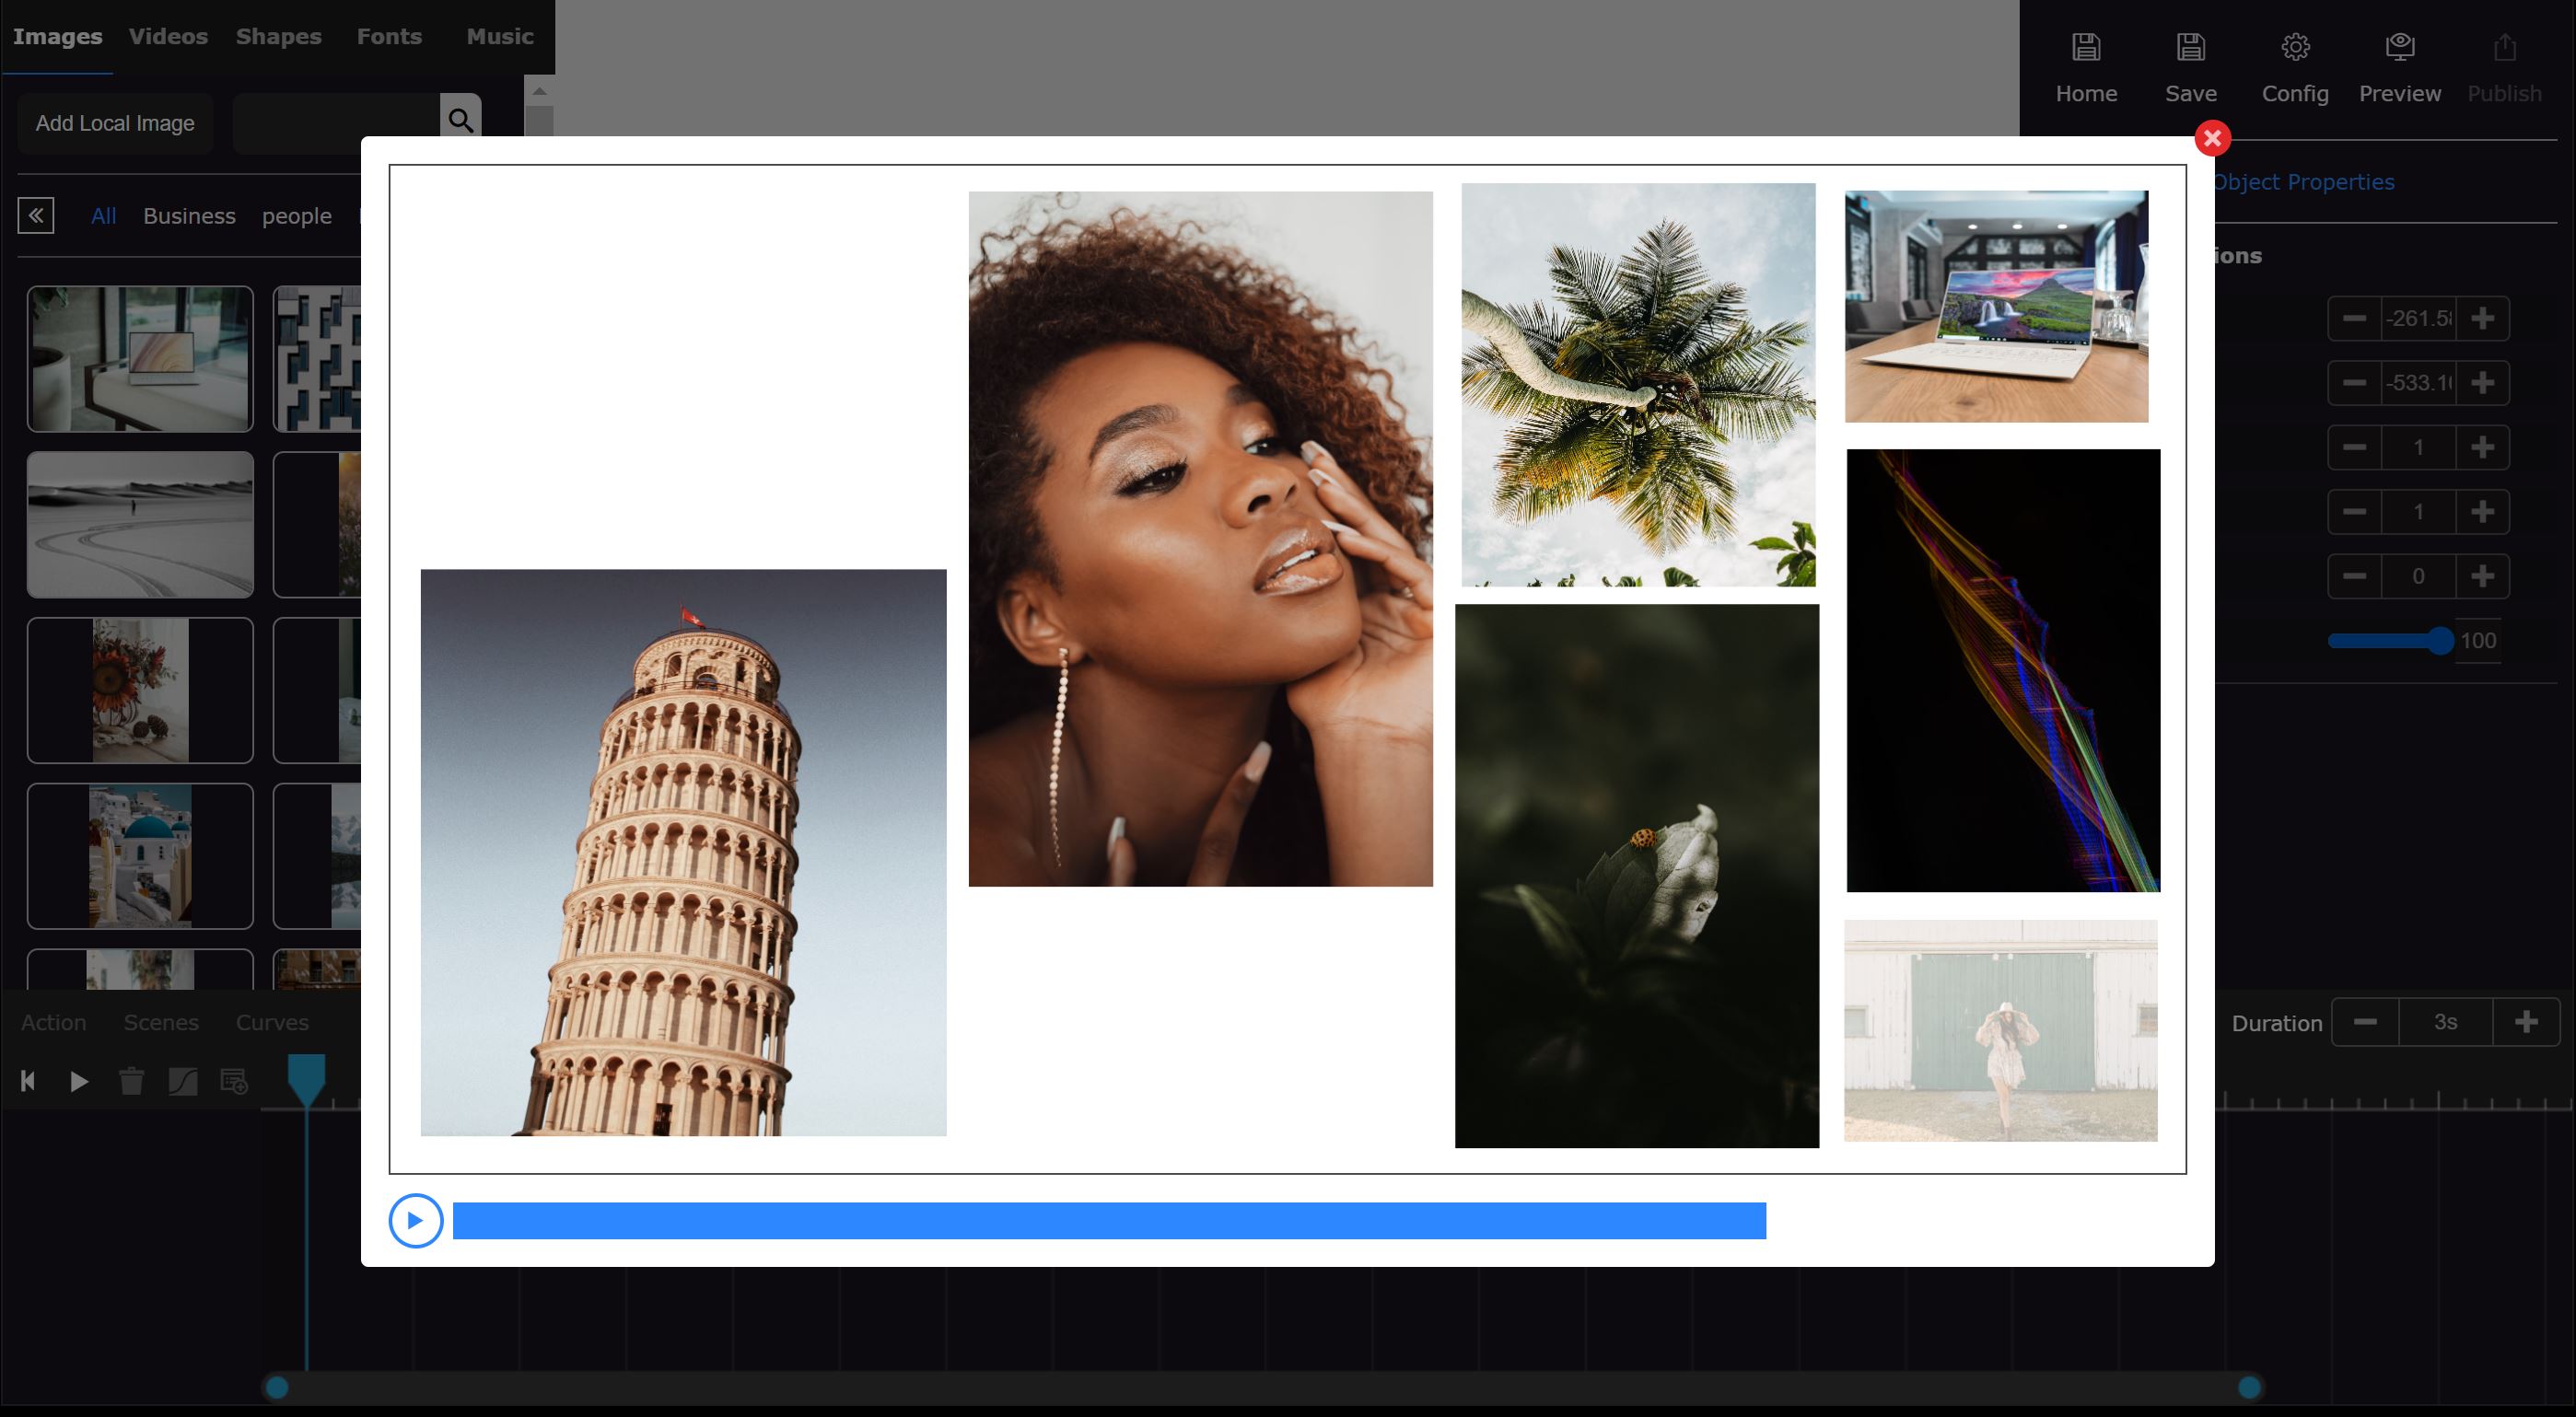 Images Videos Shapes Fonts Music
Home Save Config Preview Publish
Add Local Image
Object Properties
All Business people
ions
-261.5
-533.1
1
1
0
100
Action Scenes Curves
Duration 3s